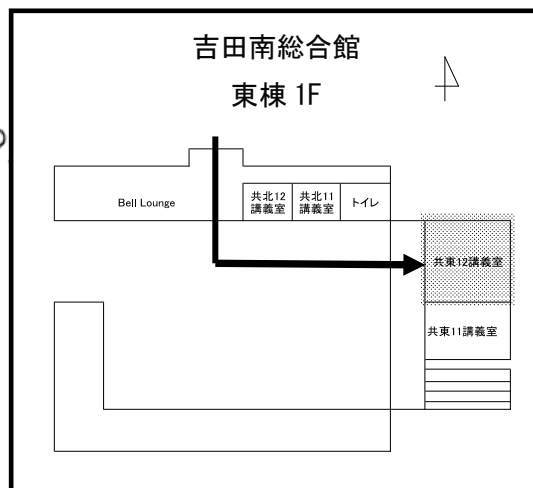 吉田南総合館
東棟 1F
Bell Lounge
共北12
講義室
共北11
講義室
トイレ
共東12講義室
共東11講義室